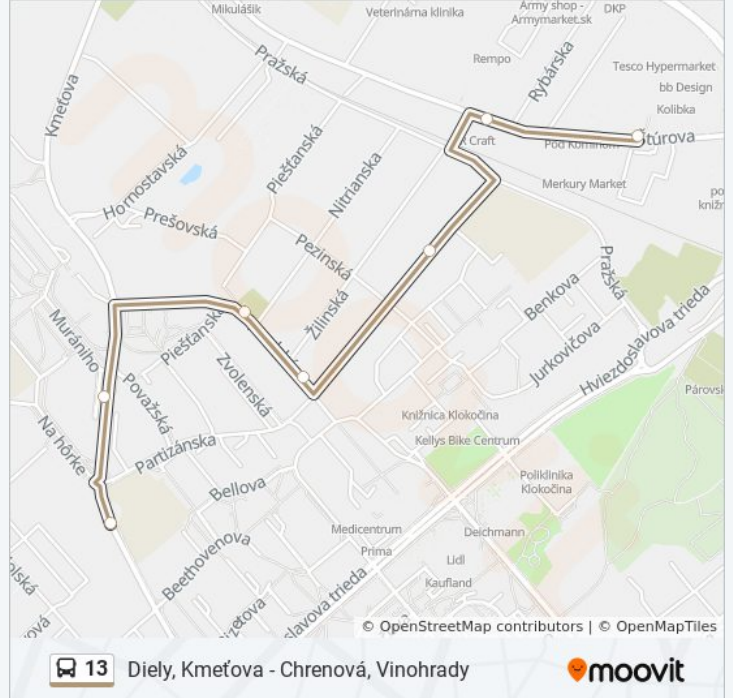 Mikulášik
Veterinárna klinika
Army shop -
Armymarket.sk
DKP
Pražská
Rempo
Rybárska
Tesco Hypermarket
bb Design
Kolibka
Kmeťova
Štúrova
Craft
Pod Komínom
Piešťanská
Nitrianska
Hornostavská
Merkury Market
Prešovská
Pezinská
Pražská
Benkova
Žilinská
Murániho
Piešťanská
Jurkovičova
Hviezdoslavova trieda
Považská
Zvolenská
Na hôrke
Partizánska
Knižnica Klokočina
Kellys Bike Centrum
Bellova
Poliklinika
Klokočina
Medicentrum
Deichmann
Prima
Beethovenova
Lidl
Kaufland
© OpenStreetMap contributors | © OpenMapTiles
13 Diely, Kmeťova - Chrenová, Vinohrady
moovit